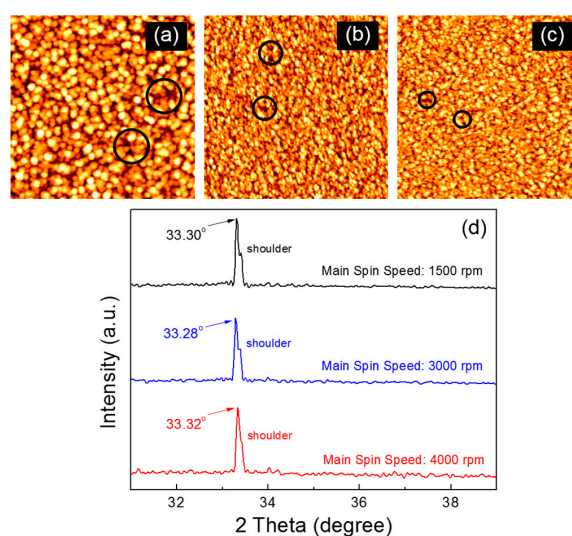 (a)
(b)
(c)
(d)
33.30°
shoulder
Main Spin Speed: 1500 rpm
33.28°
shoulder
Main Spin Speed: 3000 rpm
33.32°
shoulder
Main Spin Speed: 4000 rpm
Intensity (a.u.)
32 34 36 38
2 Theta (degree)